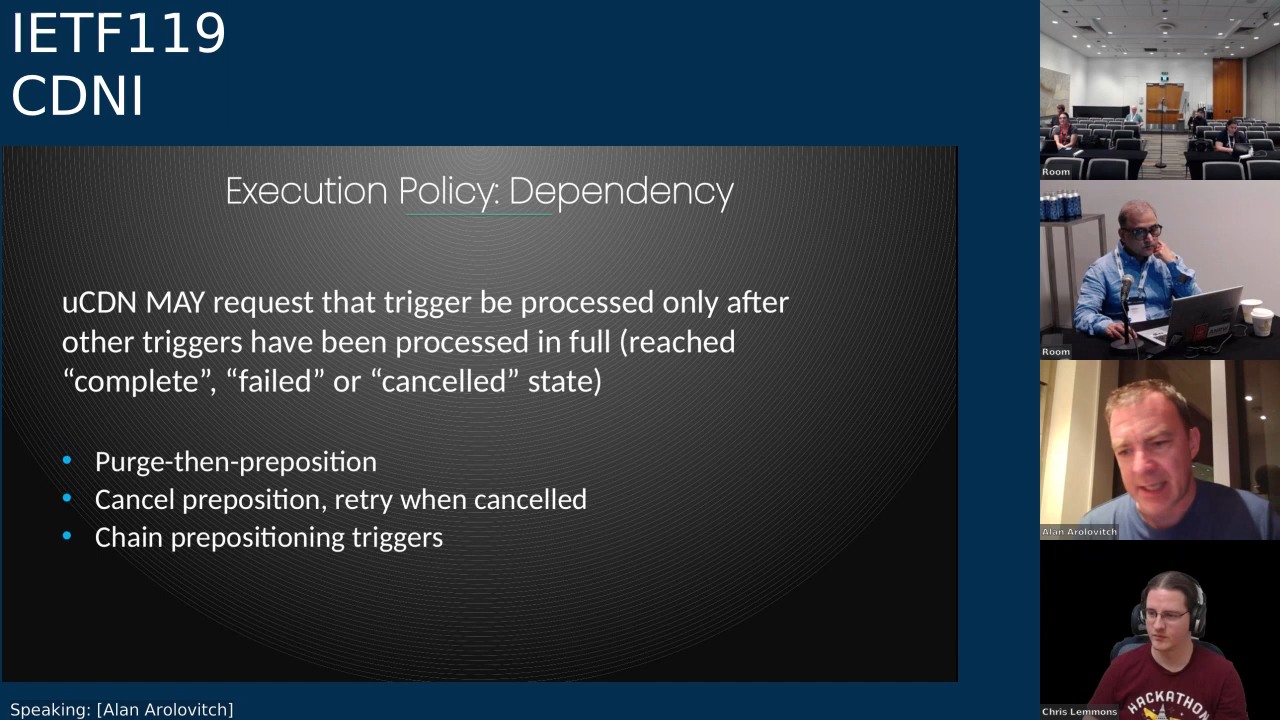 IETF119
CDNI
Execution Policy: Dependency
uCDN MAY request that trigger be processed only after
other triggers have been processed in full (reached
“complete”, “failed” or “cancelled” state)
• Purge-then-preposition
• Cancel preposition, retry when cancelled
• Chain prepositioning triggers
Speaking: [Alan Arolovitch]
Room
Room
Alan Arolovitch
Chris Lemmons
HACKATHON